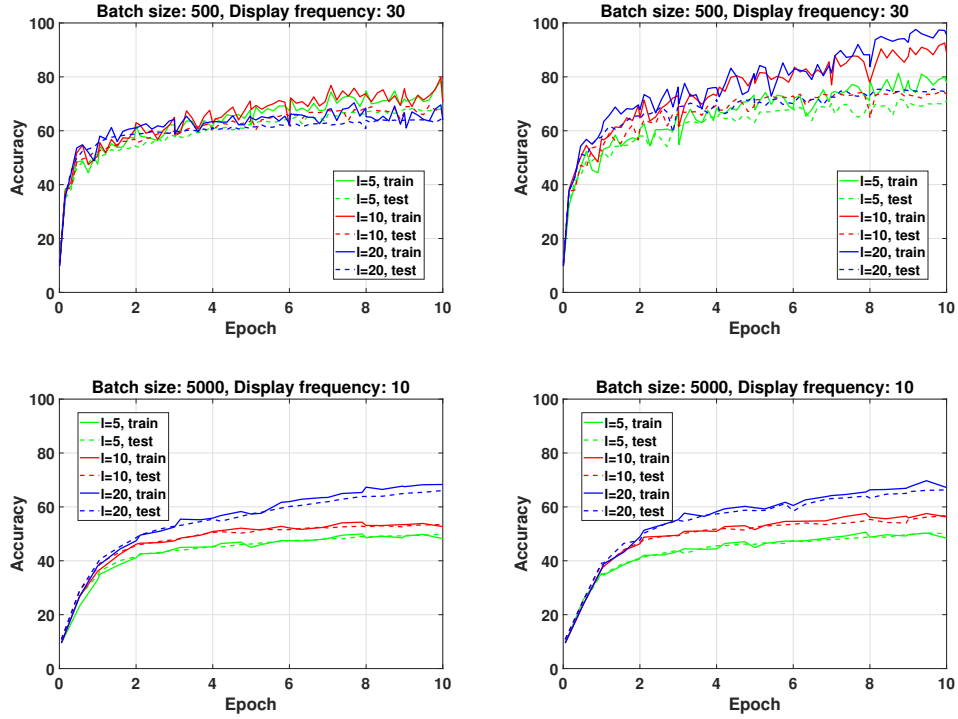 Batch size: 500, Display frequency: 30
100
80
60
40
20
0
Accuracy
l=5, train
l=5, test
l=10, train
l=10, test
l=20, train
l=20, test
0 2 4 6 8 10
Epoch
Batch size: 500, Display frequency: 30
100
80
60
40
20
0
Accuracy
l=5, train
l=5, test
l=10, train
l=10, test
l=20, train
l=20, test
0 2 4 6 8 10
Epoch
Batch size: 5000, Display frequency: 10
100
80
60
40
20
0
Accuracy
l=5, train
l=5, test
l=10, train
l=10, test
l=20, train
l=20, test
0 2 4 6 8 10
Epoch
Batch size: 5000, Display frequency: 10
100
80
60
40
20
0
Accuracy
l=5, train
l=5, test
l=10, train
l=10, test
l=20, train
l=20, test
0 2 4 6 8 10
Epoch